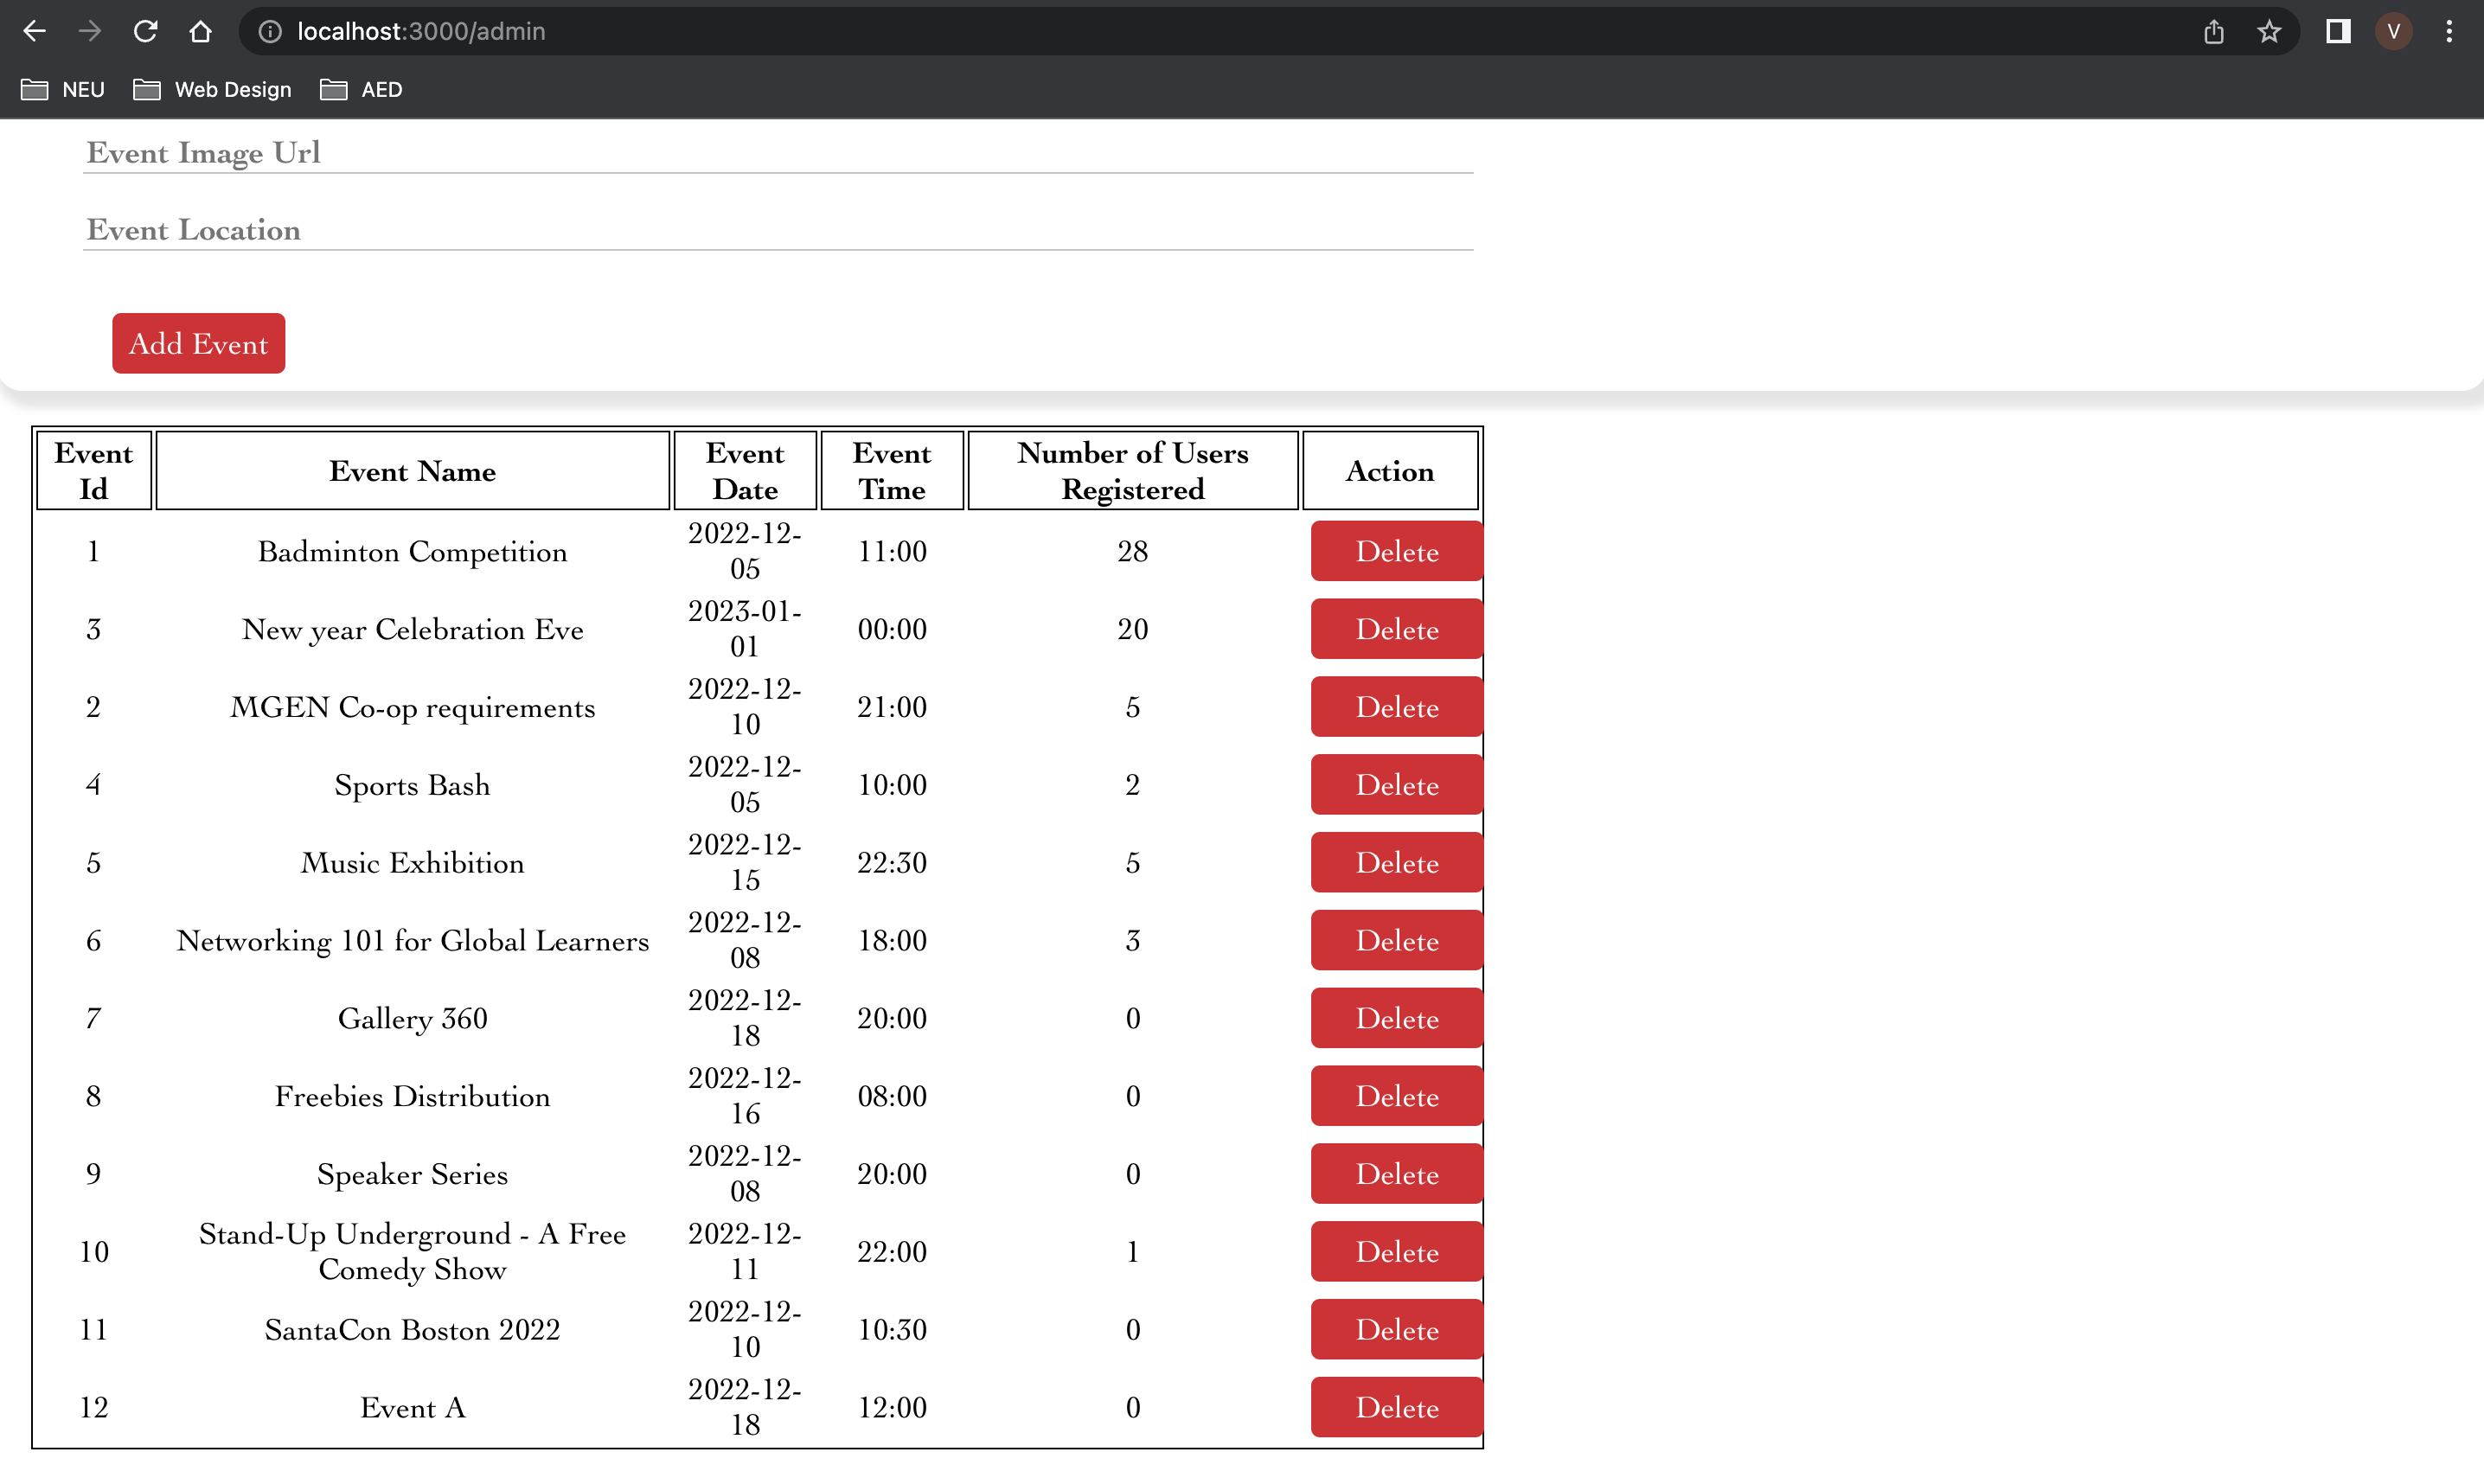 localhost:3000/admin
V
NEU
Web Design
AED
Event Image Url
Event Location
Add Event
Event Id
Event Name
Event Date
Event Time
Number of Users Registered
Action
1 Badminton Competition 2022-12-05 11:00 28 Delete
3 New year Celebration Eve 2023-01-01 00:00 20 Delete
2 MGEN Co-op requirements 2022-12-10 21:00 5 Delete
4 Sports Bash 2022-12-05 10:00 2 Delete
5 Music Exhibition 2022-12-15 22:30 5 Delete
6 Networking 101 for Global Learners 2022-12-08 18:00 3 Delete
7 Gallery 360 2022-12-18 20:00 0 Delete
8 Freebies Distribution 2022-12-16 08:00 0 Delete
9 Speaker Series 2022-12-08 20:00 0 Delete
10 Stand-Up Underground - A Free Comedy Show 2022-12-11 22:00 1 Delete
11 SantaCon Boston 2022 2022-12-10 10:30 0 Delete
12 Event A 2022-12-18 12:00 0 Delete